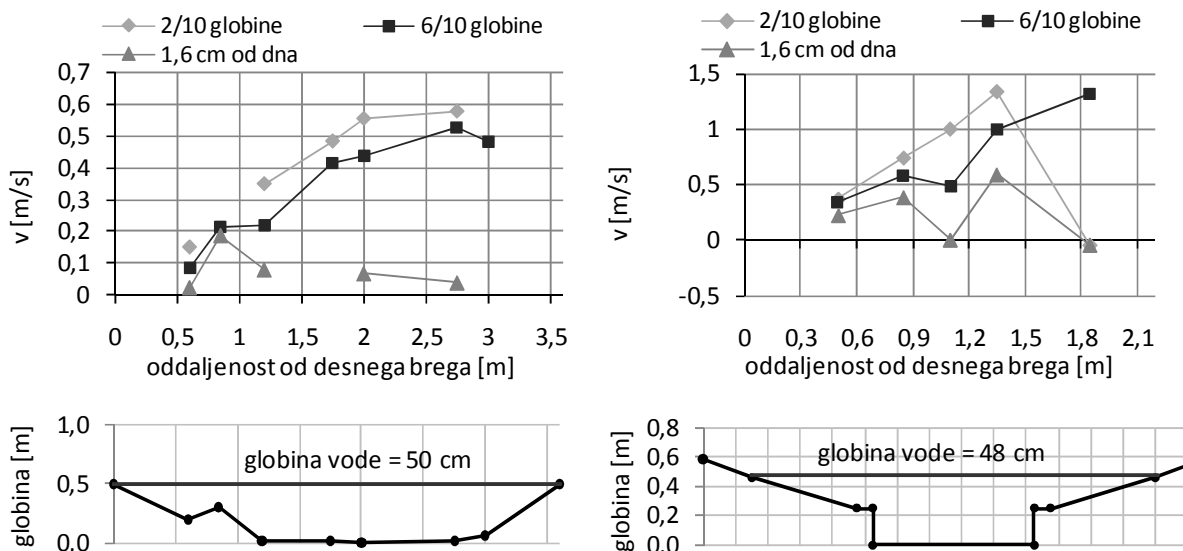 2/10 globine
6/10 globine
1,6 cm od dna
0,7
0,6
0,5
0,4
0,3
0,2
0,1
0
v [m/s]
0 0,5 1 1,5 2 2,5 3 3,5
oddaljenost od desnega brega [m]
1,0
0,5
0,0
globina [m]
globina vode = 50 cm
2/10 globine
6/10 globine
1,6 cm od dna
1,5
1
0,5
0
-0,5
v [m/s]
0 0,3 0,6 0,9 1,2 1,5 1,8 2,1
oddaljenost od desnega brega [m]
0,8
0,6
0,4
0,2
0,0
globina [m]
globina vode = 48 cm